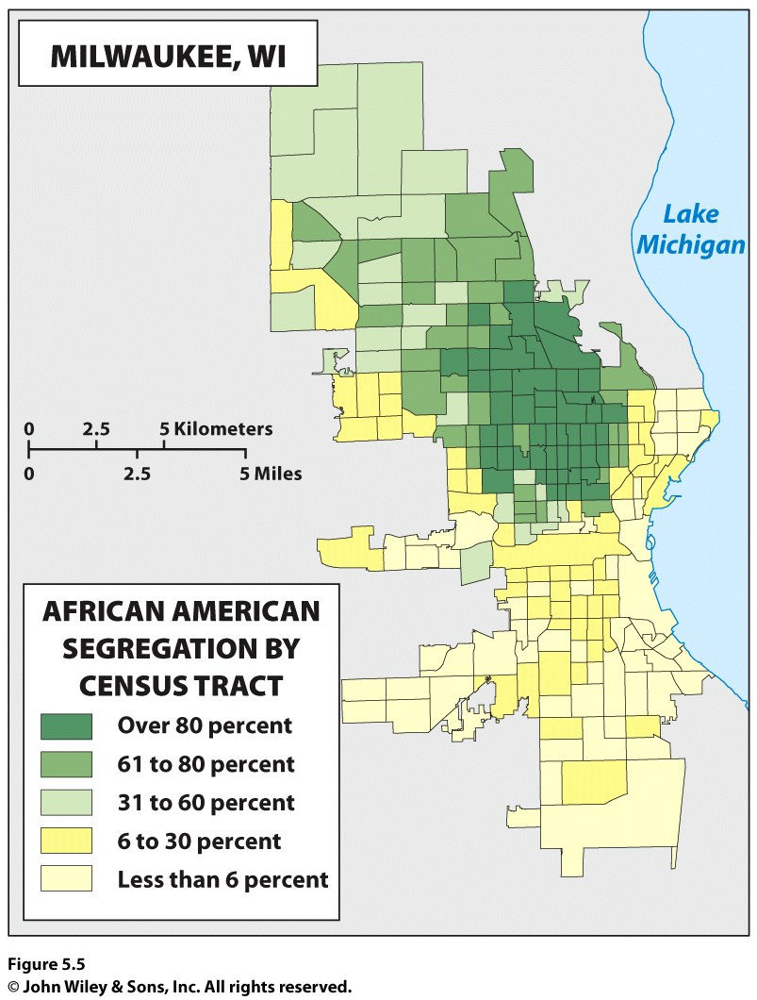 MILWAUKEE, WI
Lake
Michigan
0 2.5 5 Kilometers
0 2.5 5 Miles
AFRICAN AMERICAN
SEGREGATION BY
CENSUS TRACT
Over 80 percent
61 to 80 percent
31 to 60 percent
6 to 30 percent
Less than 6 percent
Figure 5.5
© John Wiley & Sons, Inc. All rights reserved.